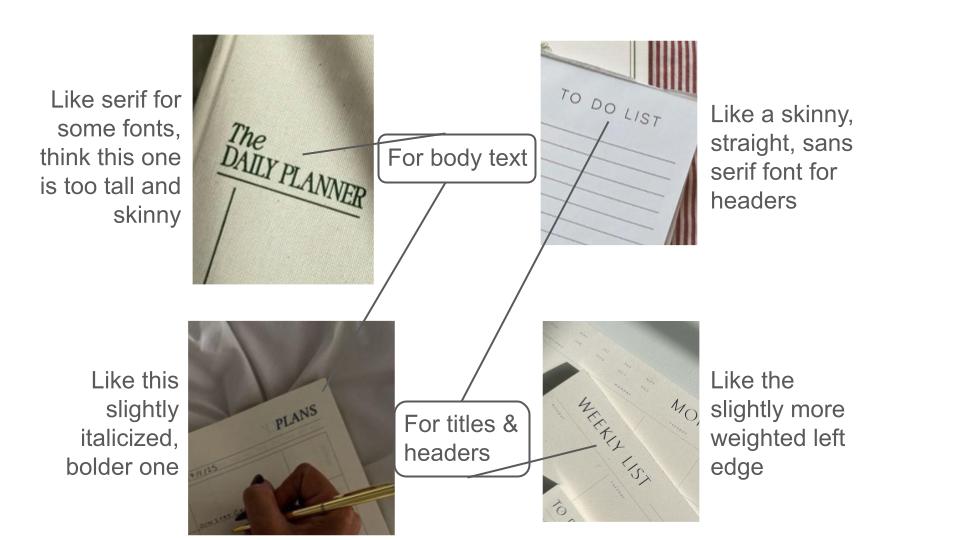 Like serif for
some fonts,
think this one
is too tall and
skinny
The
DAILY PLANNER
For body text
TO DO LIST
Like a skinny,
straight, sans
serif font for
headers
Like this
slightly
italicized,
bolder one
PLANS
For titles &
headers
WEEKLY LIST
Like the
slightly more
weighted left
edge